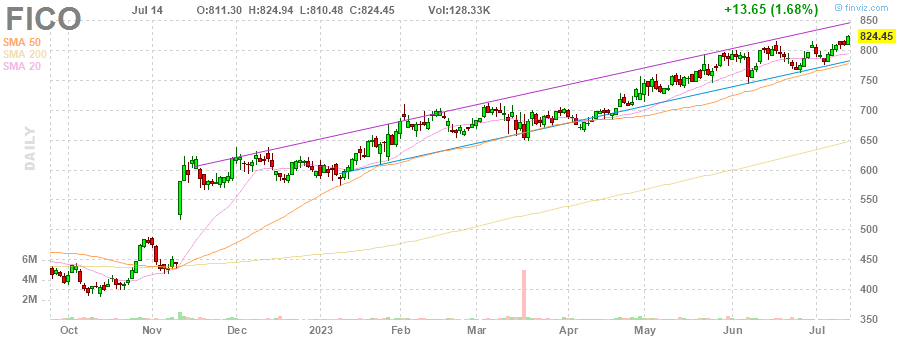 FICO Jul 14 O:811.30 H:824.94 L:810.48 C:824.45 Vol:128.33K +13.65 (1.68%) © finviz.com
SMA 50
SMA 200
SMA 20
DAILY
850
824.45
800
750
700
650
600
550
500
450
400
350
6M
4M
2M
Oct Nov Dec 2023 Feb Mar Apr May Jun Jul